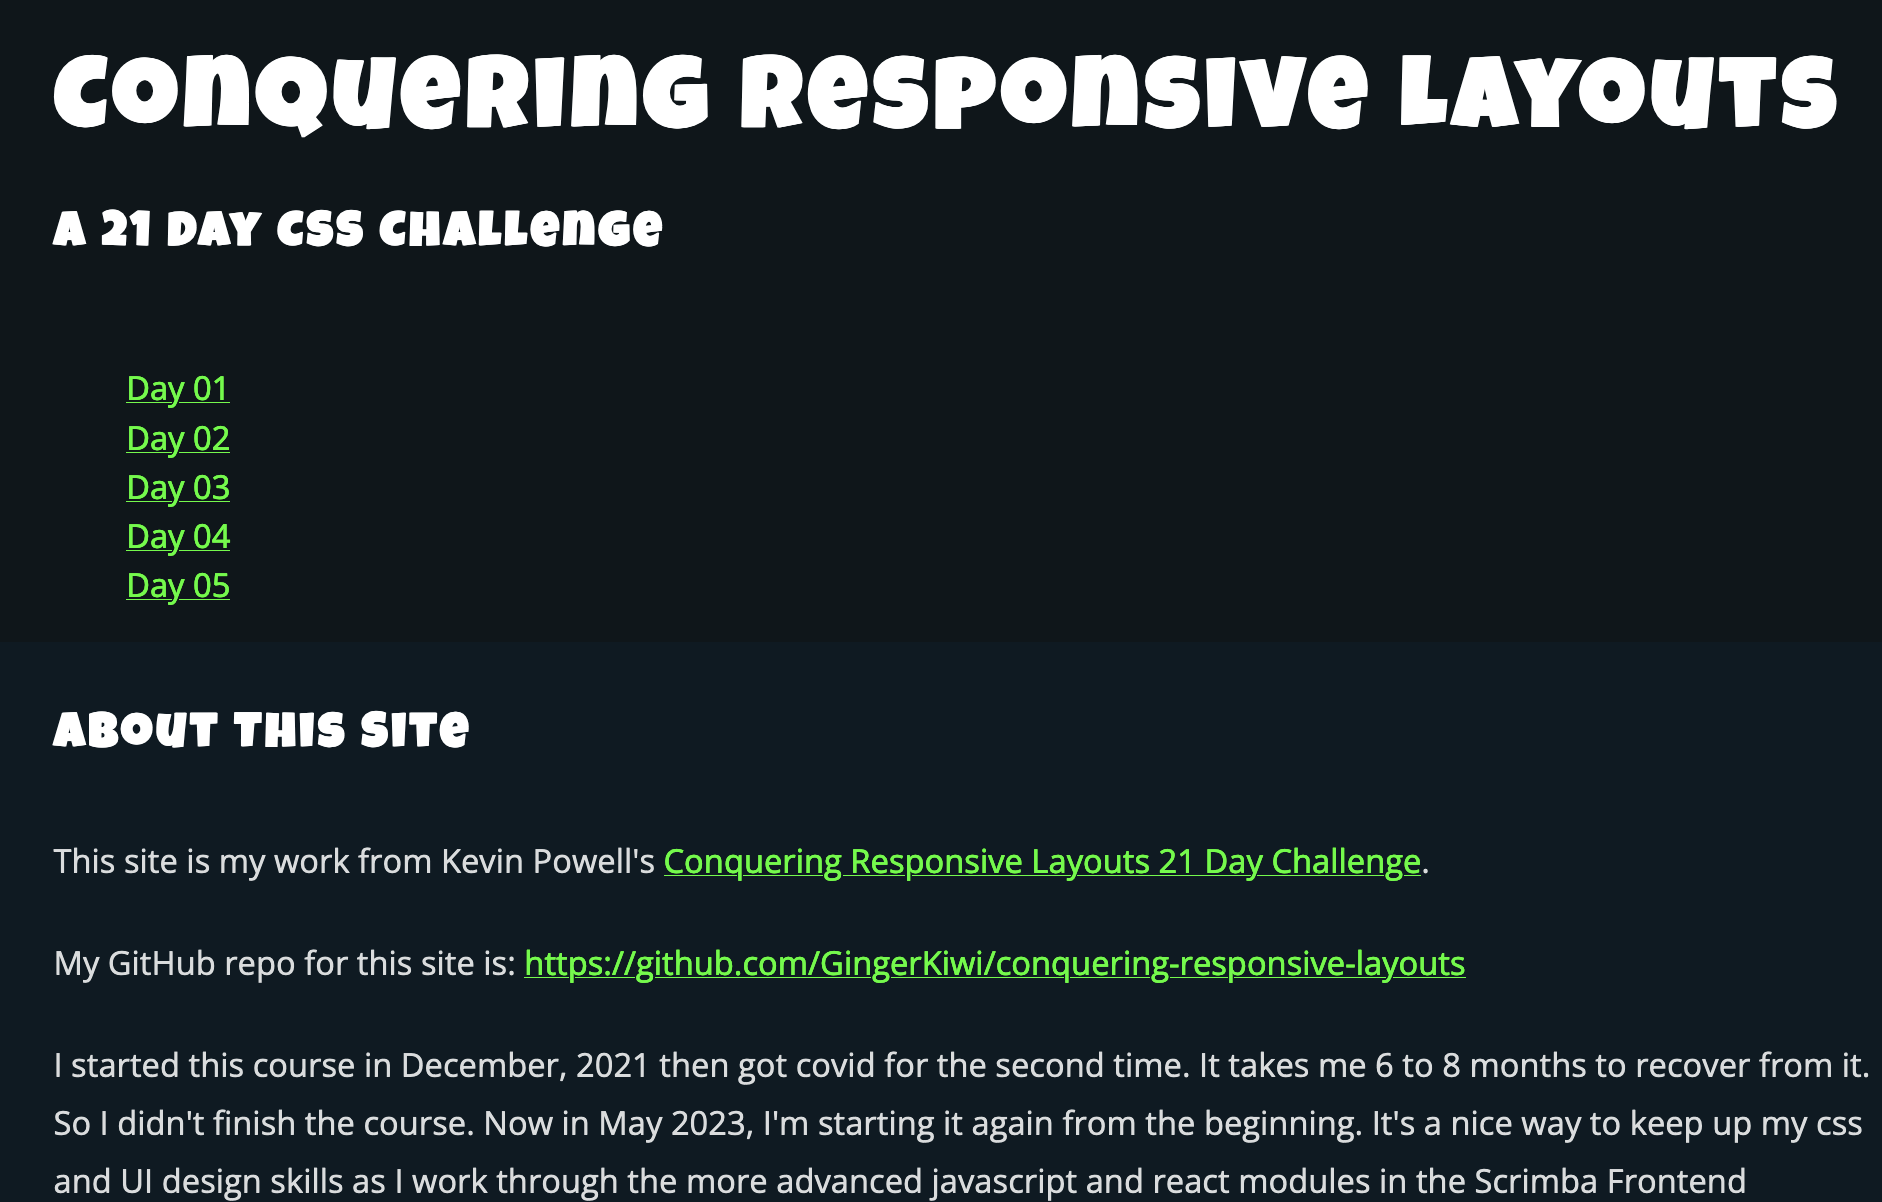 Conquering Responsive Layouts
A 21 Day CSS Challenge
Day 01
Day 02
Day 03
Day 04
Day 05
About This Site
This site is my work from Kevin Powell's Conquering Responsive Layouts 21 Day Challenge.
My GitHub repo for this site is: https://github.com/GingerKiwi/conquering-responsive-layouts
I started this course in December, 2021 then got covid for the second time. It takes me 6 to 8 months to recover from it.
So I didn't finish the course. Now in May 2023, I'm starting it again from the beginning. It's a nice way to keep up my css
and UI design skills as I work through the more advanced javascript and react modules in the Scrimba Frontend